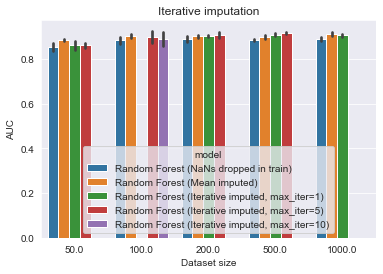 Iterative imputation
AUC
0.8
0.6
0.4
0.2
0.0
model
Random Forest (NaNs dropped in train)
Random Forest (Mean imputed)
Random Forest (Iterative imputed, max_iter=1)
Random Forest (Iterative imputed, max_iter=5)
Random Forest (Iterative imputed, max_iter=10)
50.0 100.0 200.0 500.0 1000.0
Dataset size